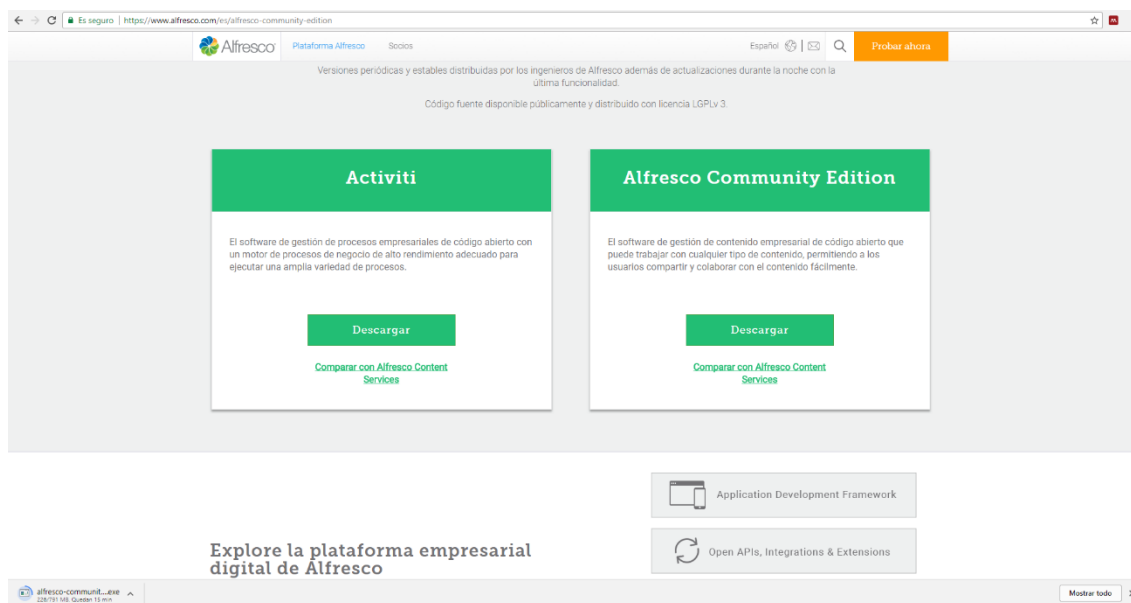 Es seguro | https://www.alfresco.com/es/alfresco-community-edition
Alfresco Plataforma Alfresco Socios Español Probar ahora
Versiones periódicas y estables distribuidas por los ingenieros de Alfresco además de actualizaciones durante la noche con la
última funcionalidad.
Código fuente disponible públicamente y distribuido con licencia LGPLv 3.
Activiti
El software de gestión de procesos empresariales de código abierto con
un motor de procesos de negocio de alto rendimiento adecuado para
ejecutar una amplia variedad de procesos.
Descargar
Comparar con Alfresco Content
Services
Alfresco Community Edition
El software de gestión de contenido empresarial de código abierto que
puede trabajar con cualquier tipo de contenido, permitiendo a los
usuarios compartir y colaborar con el contenido fácilmente.
Descargar
Comparar con Alfresco Content
Services
Explore la plataforma empresarial
digital de Alfresco
Application Development Framework
Open APIs, Integrations & Extensions
alfresco-communit....exe
228/791 MB, Quedan 15 min
Mostrar todo